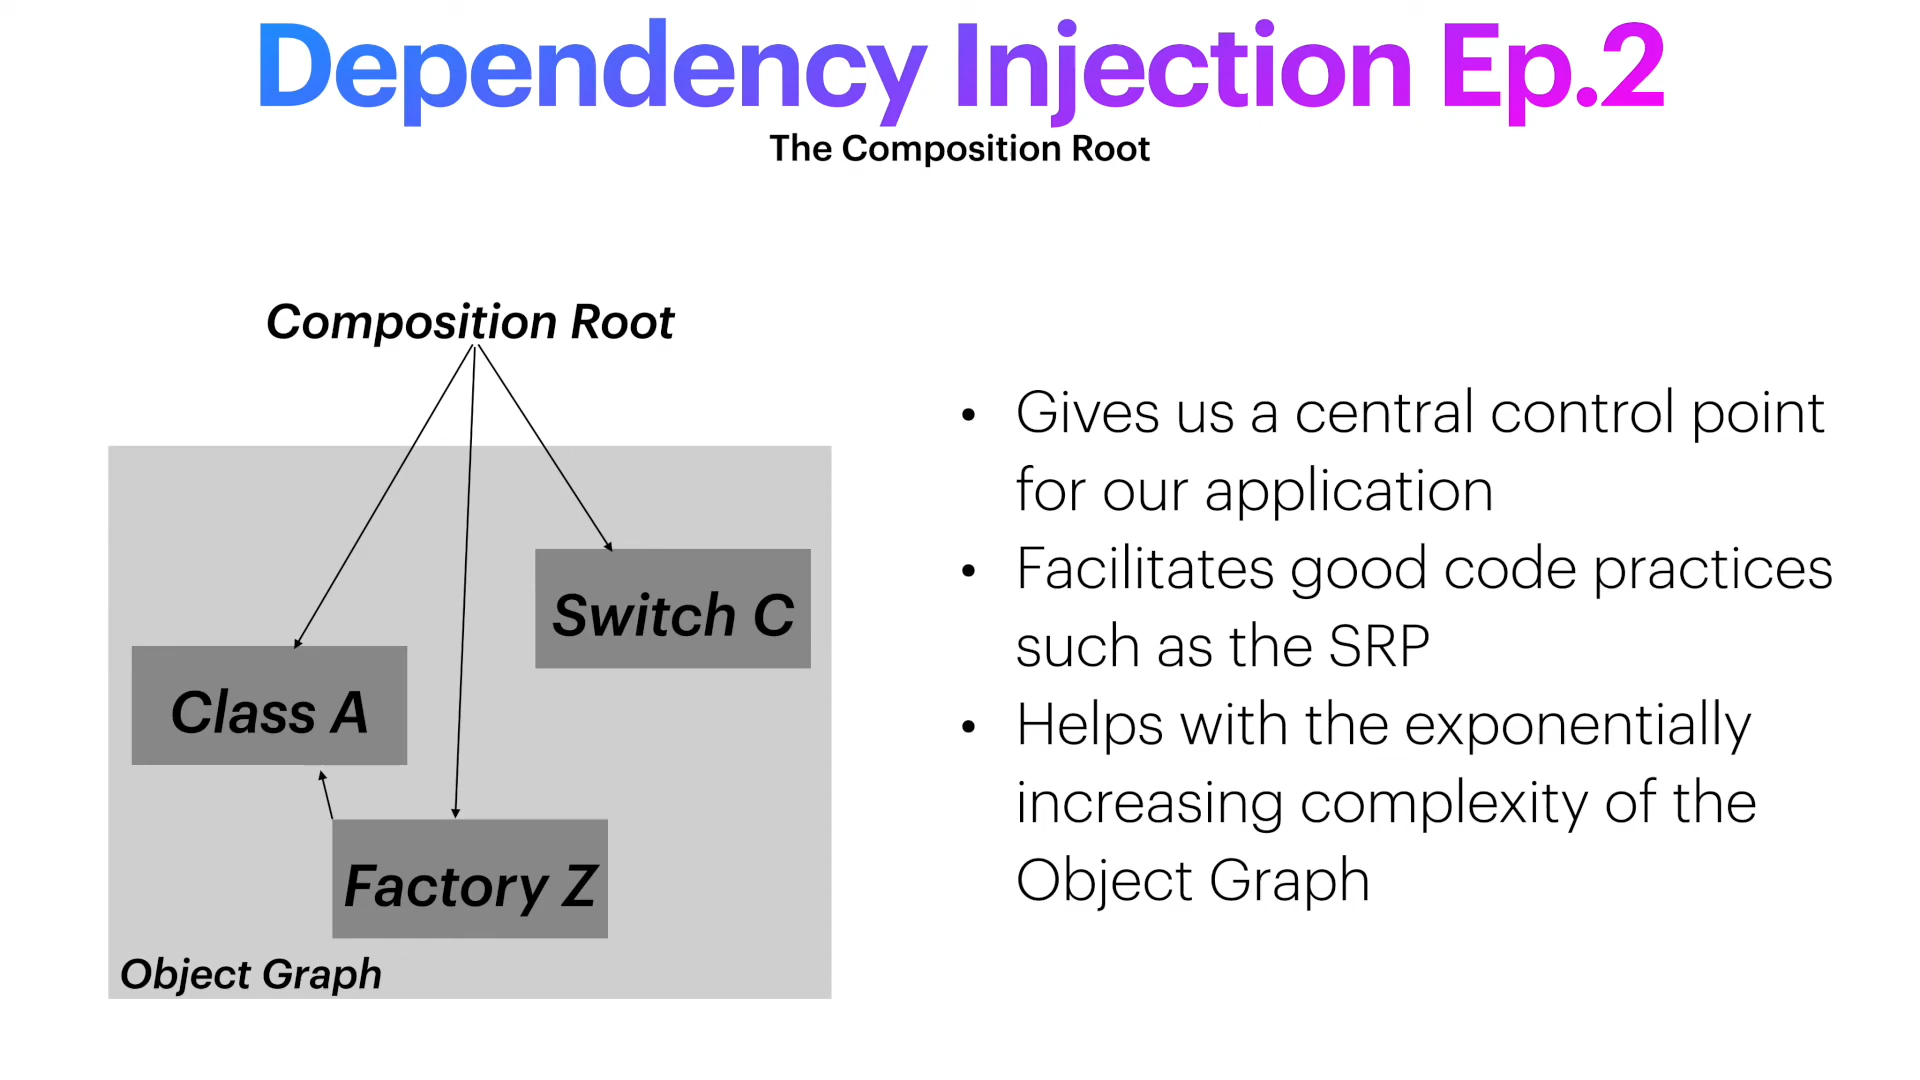 Dependency Injection Ep.2
The Composition Root
Composition Root
Switch C
Class A
Factory Z
Object Graph
• Gives us a central control point
for our application
• Facilitates good code practices
such as the SRP
• Helps with the exponentially
increasing complexity of the
Object Graph